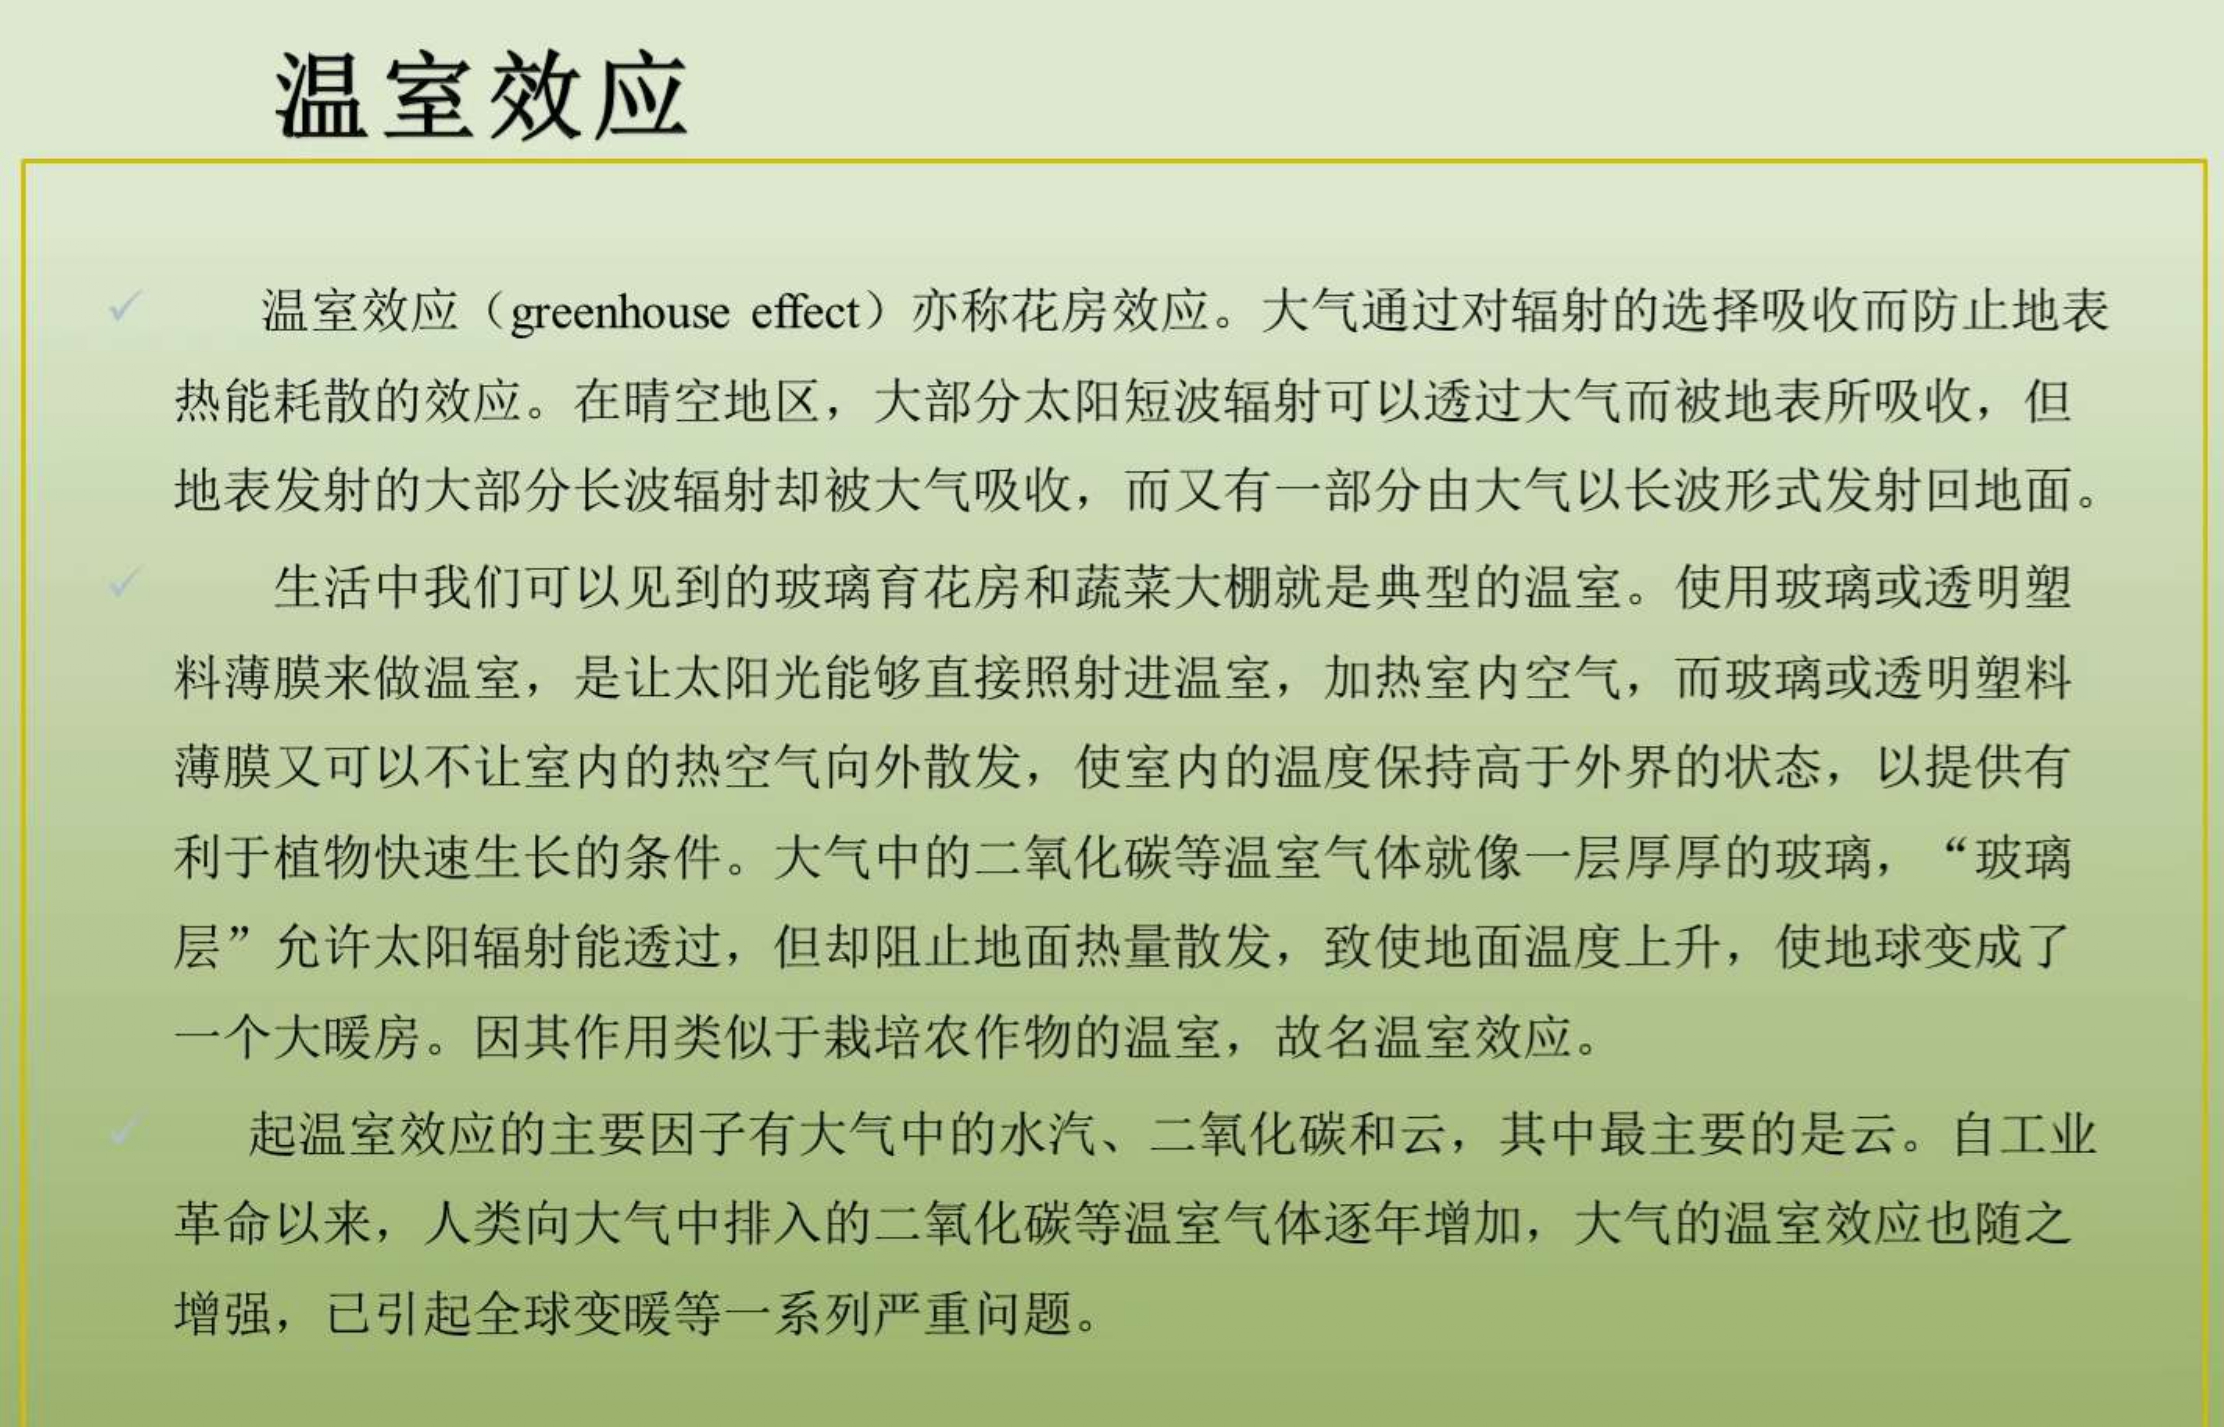 温室效应
温室效应（greenhouse effect）亦称花房效应。大气通过对辐射的选择吸收而防止地表
热能耗散的效应。在晴空地区，大部分太阳短波辐射可以透过大气而被地表所吸收，但
地表发射的大部分长波辐射却被大气吸收，而又有一部分由大气以长波形式发射回地面。
生活中我们可以见到的玻璃育花房和蔬菜大棚就是典型的温室。使用玻璃或透明塑
料薄膜来做温室，是让太阳光能够直接照射进温室，加热室内空气，而玻璃或透明塑料
薄膜又可以不让室内的热空气向外散发，使室内的温度保持高于外界的状态，以提供有
利于植物快速生长的条件。大气中的二氧化碳等温室气体就像一层厚厚的玻璃，“玻璃
层”允许太阳辐射能透过，但却阻止地面热量散发，致使地面温度上升，使地球变成了
一个大暖房。因其作用类似于栽培农作物的温室，故名温室效应。
起温室效应的主要因子有大气中的水汽、二氧化碳和云，其中最主要的是云。自工业
革命以来，人类向大气中排入的二氧化碳等温室气体逐年增加，大气的温室效应也随之
增强，已引起全球变暖等一系列严重问题。